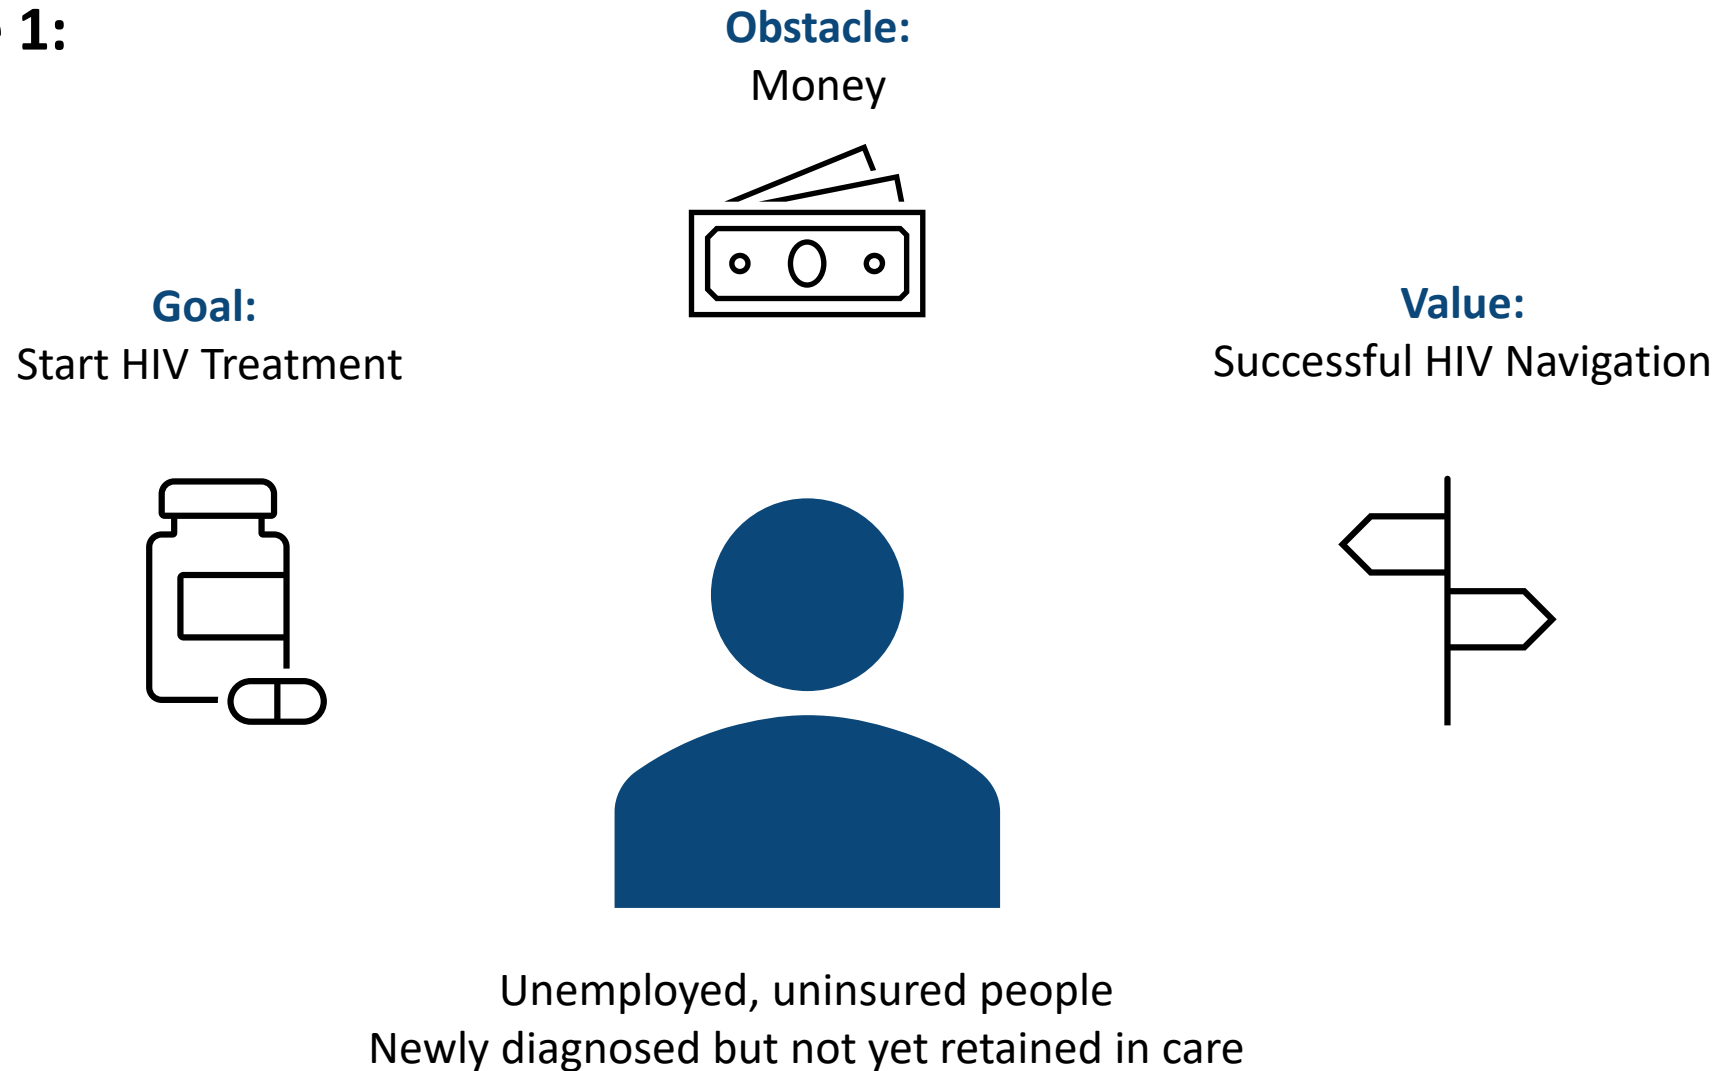 1:
Obstacle:
Money
Goal:
Start HIV Treatment
Value:
Successful HIV Navigation
Unemployed, uninsured people
Newly diagnosed but not yet retained in care